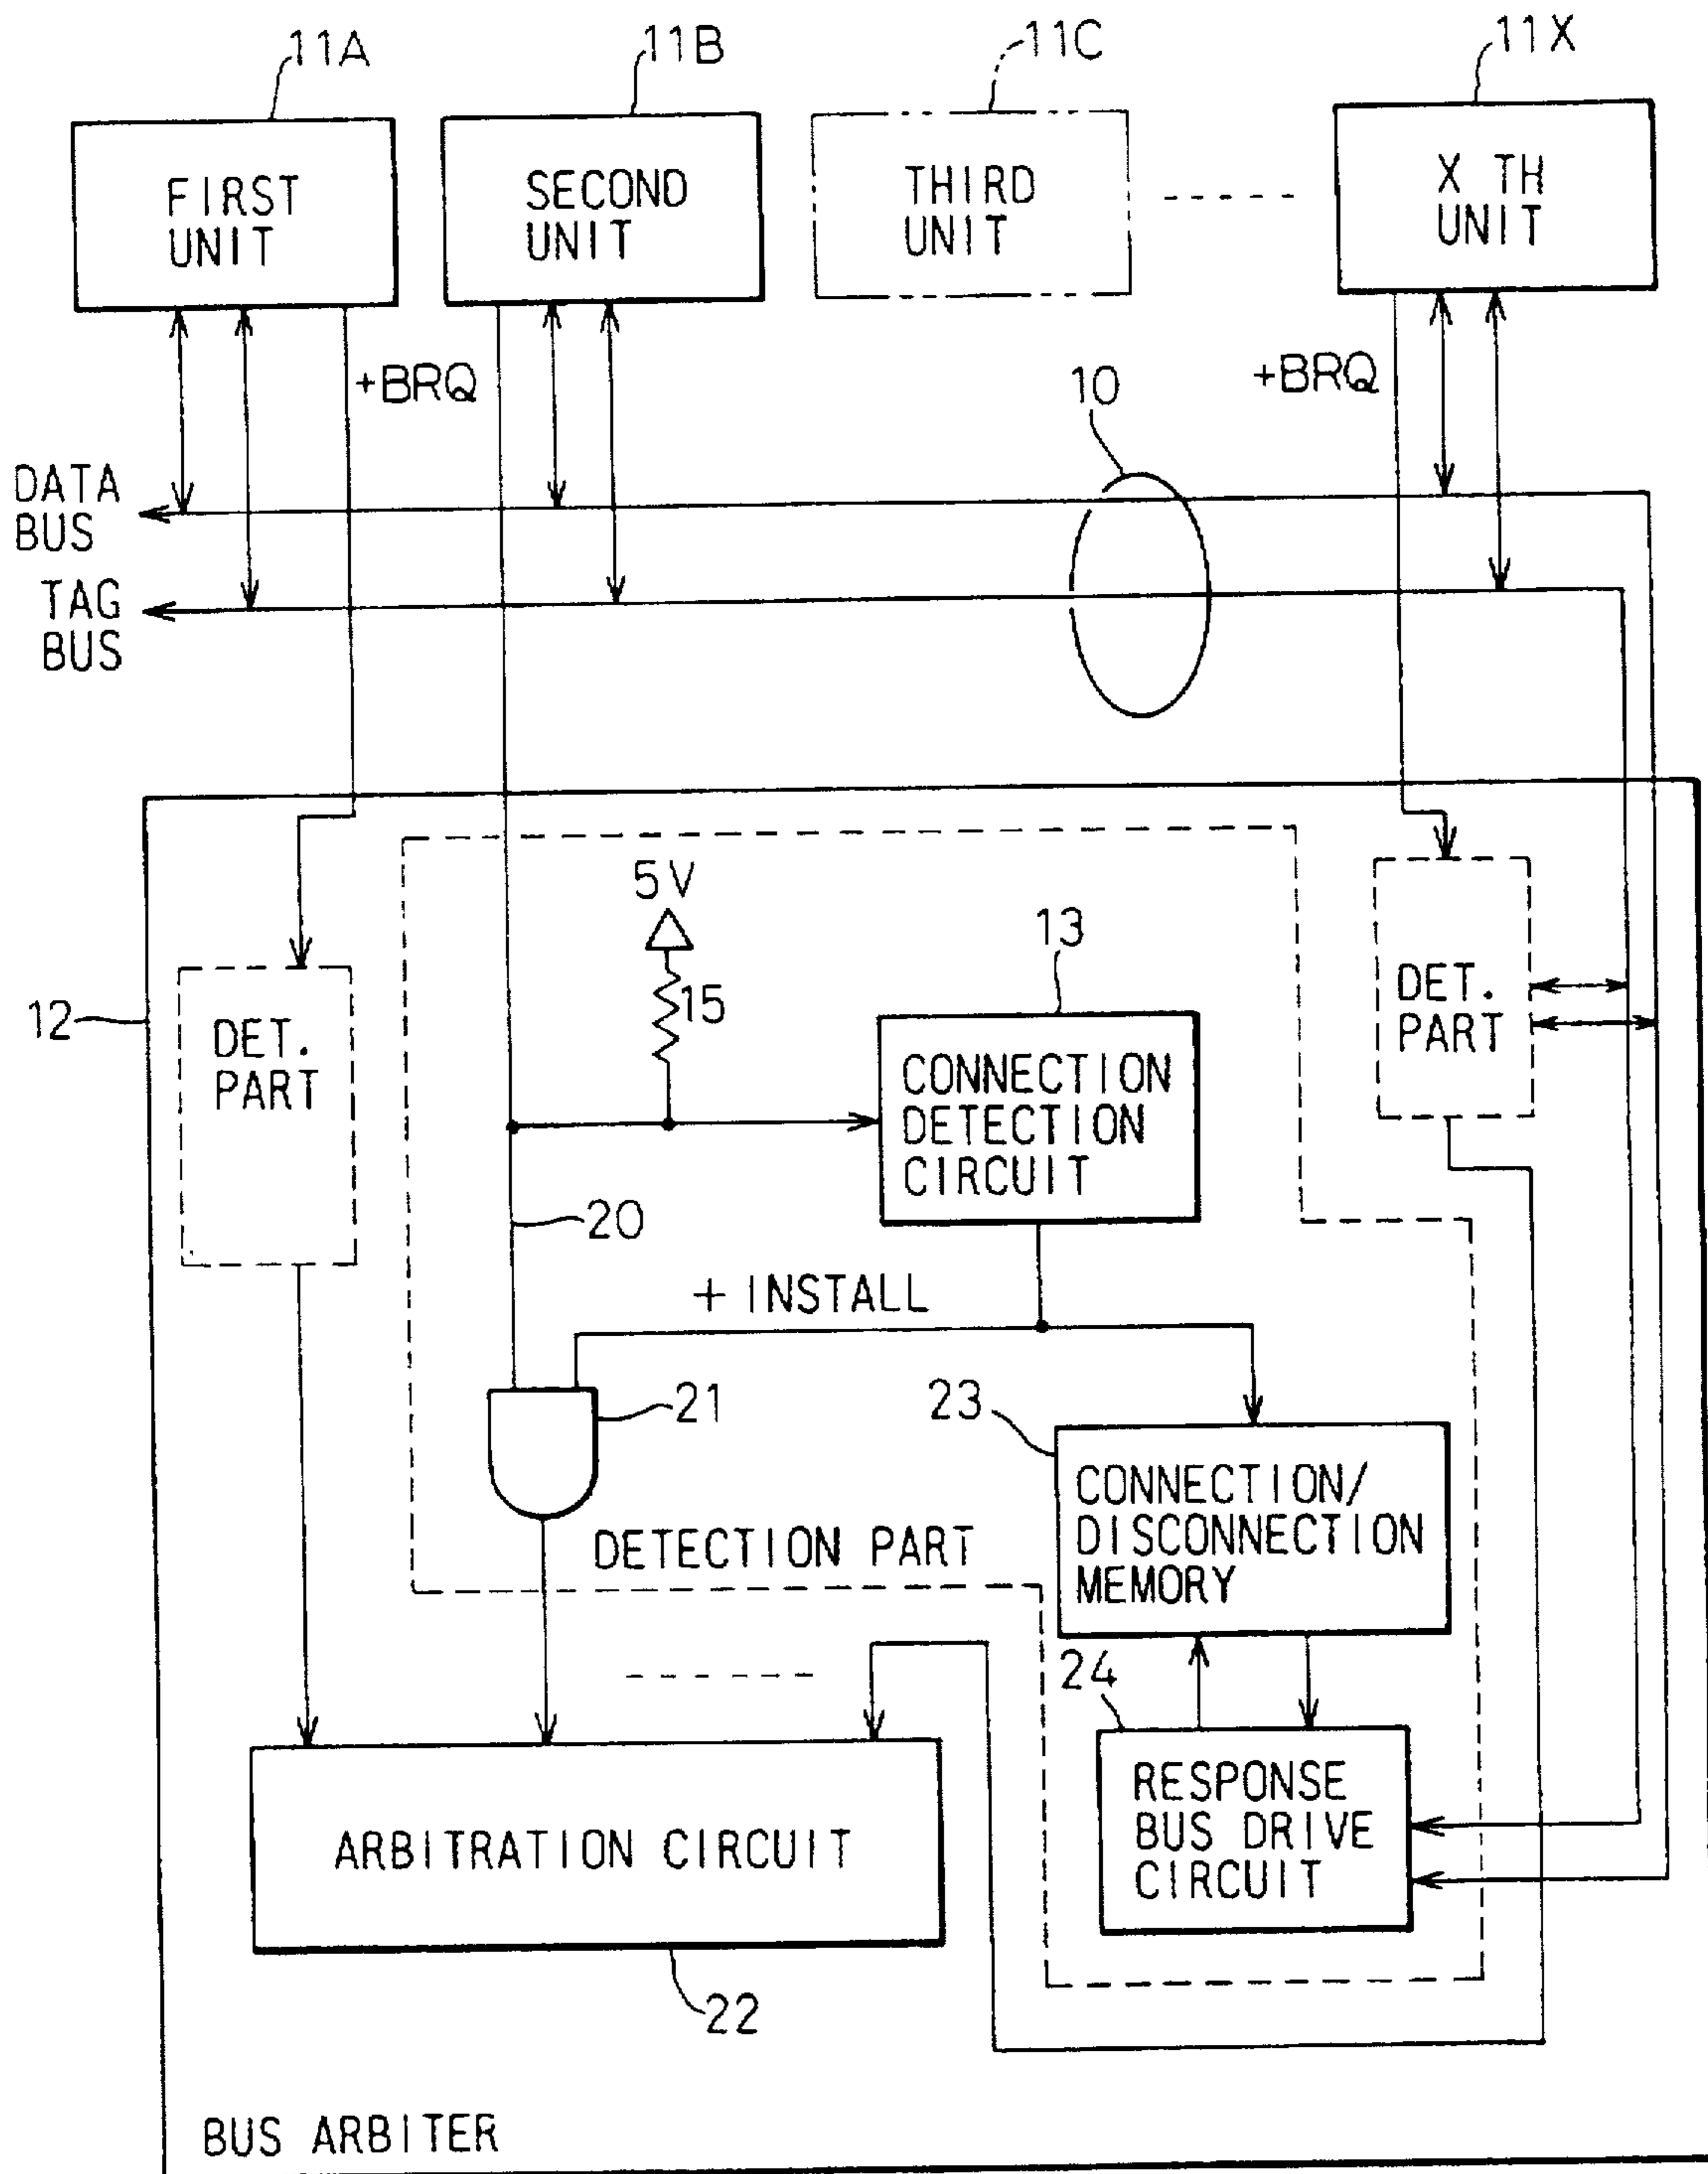 11A
11B
11C
11X
FIRST
UNIT
SECOND
UNIT
THIRD
UNIT
X TH
UNIT
+BRQ
+BRQ
10
DATA
BUS
TAG
BUS
5V
13
15
12
DET.
PART
CONNECTION
DETECTION
CIRCUIT
DET.
PART
20
+ INSTALL
21
23
CONNECTION/
DISCONNECTION
MEMORY
DETECTION PART
24
RESPONSE
BUS DRIVE
CIRCUIT
ARBITRATION CIRCUIT
22
BUS ARBITER